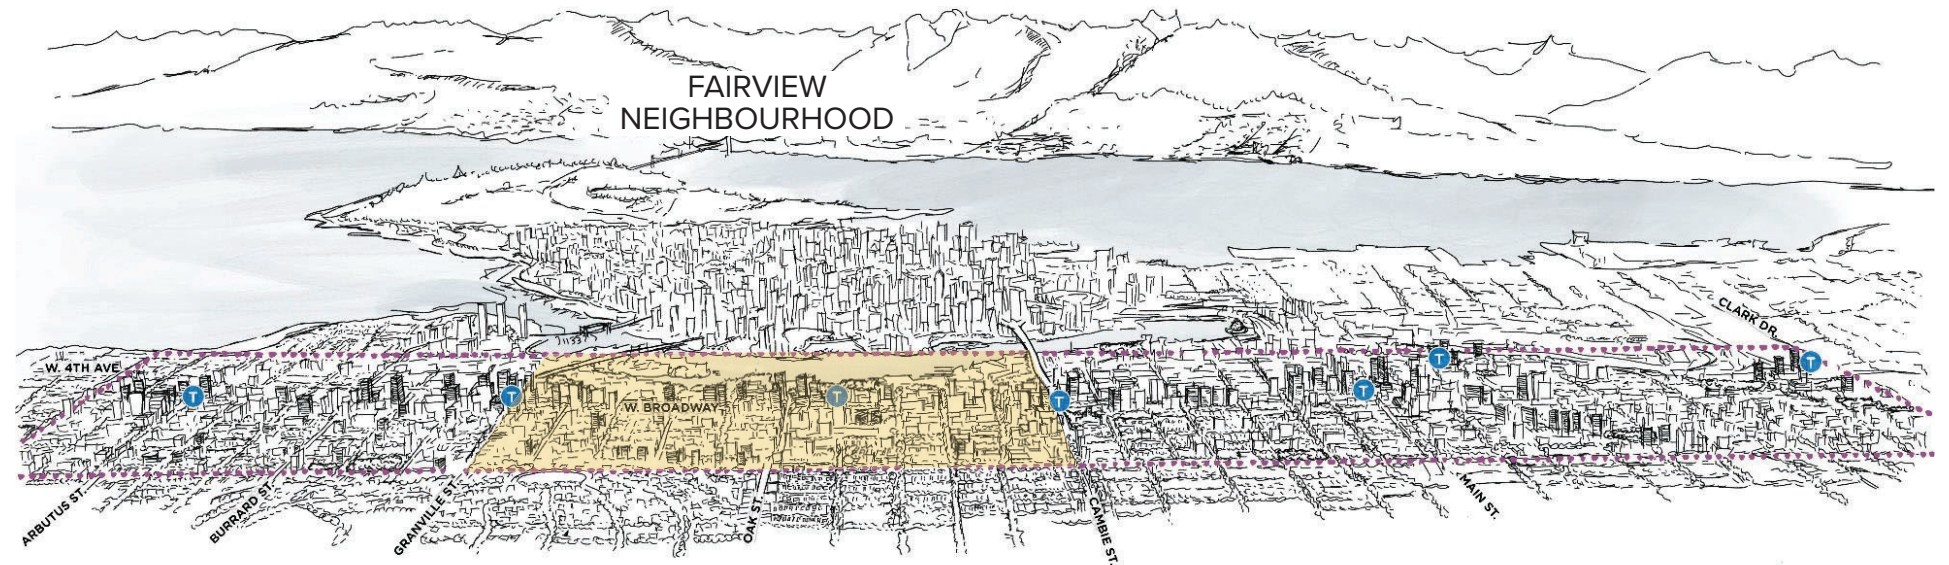 FAIRVIEW
NEIGHBOURHOOD
CLARK DR.
W. 4TH AVE
T
T
T
T
T
T
T
W. BROADWAY
ARBUTUS ST.
BURRARD ST.
GRANVILLE ST.
OAK ST.
CAMBIE ST.
MAIN ST.